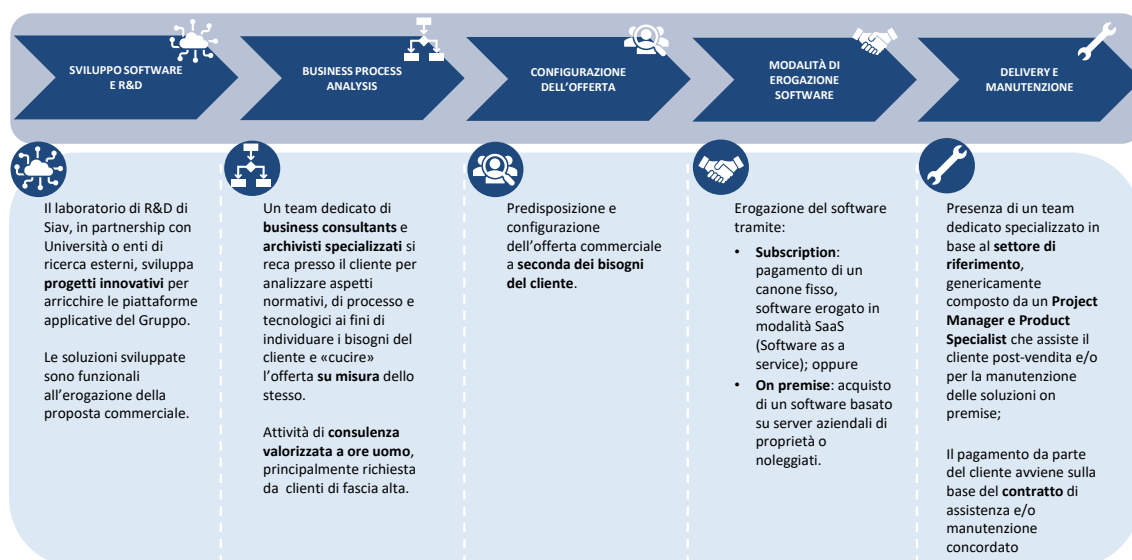 SVILUPPO SOFTWARE
E R&D
BUSINESS PROCESS
ANALYSIS
CONFIGURAZIONE
DELL'OFFERTA
MODALITÀ DI
EROGAZIONE
SOFTWARE
DELIVERY E
MANUTENZIONE
Il laboratorio di R&D di
Siav, in partnership con
Università o enti di
ricerca esterni, sviluppa
progetti innovativi per
arricchire le piattaforme
applicative del Gruppo.
Le soluzioni sviluppate
sono funzionali
all'erogazione della
proposta commerciale.
Un team dedicato di
business consultants e
archivisti specializzati si
reca presso il cliente per
analizzare aspetti
normativi, di processo e
tecnologici ai fini di
individuare i bisogni del
cliente e «cucire»
l'offerta su misura dello
stesso.
Attività di consulenza
valorizzata a ore uomo,
principalmente richiesta
da clienti di fascia alta.
Predisposizione e
configurazione
dell'offerta commerciale
a seconda dei bisogni
del cliente.
Erogazione del software
tramite:
• Subscription:
pagamento di un
canone fisso,
software erogato in
modalità SaaS
(Software as a
service); oppure
• On premise: acquisto
di un software basato
su server aziendali di
proprietà o
noleggiati.
Presenza di un team
dedicato specializzato in
base al settore di
riferimento,
genericamente
composto da un Project
Manager e Product
Specialist che assiste il
cliente post-vendita e/o
per la manutenzione
delle soluzioni on
premise;
Il pagamento da parte
del cliente avviene sulla
base del contratto di
assistenza e/o
manutenzione
concordato